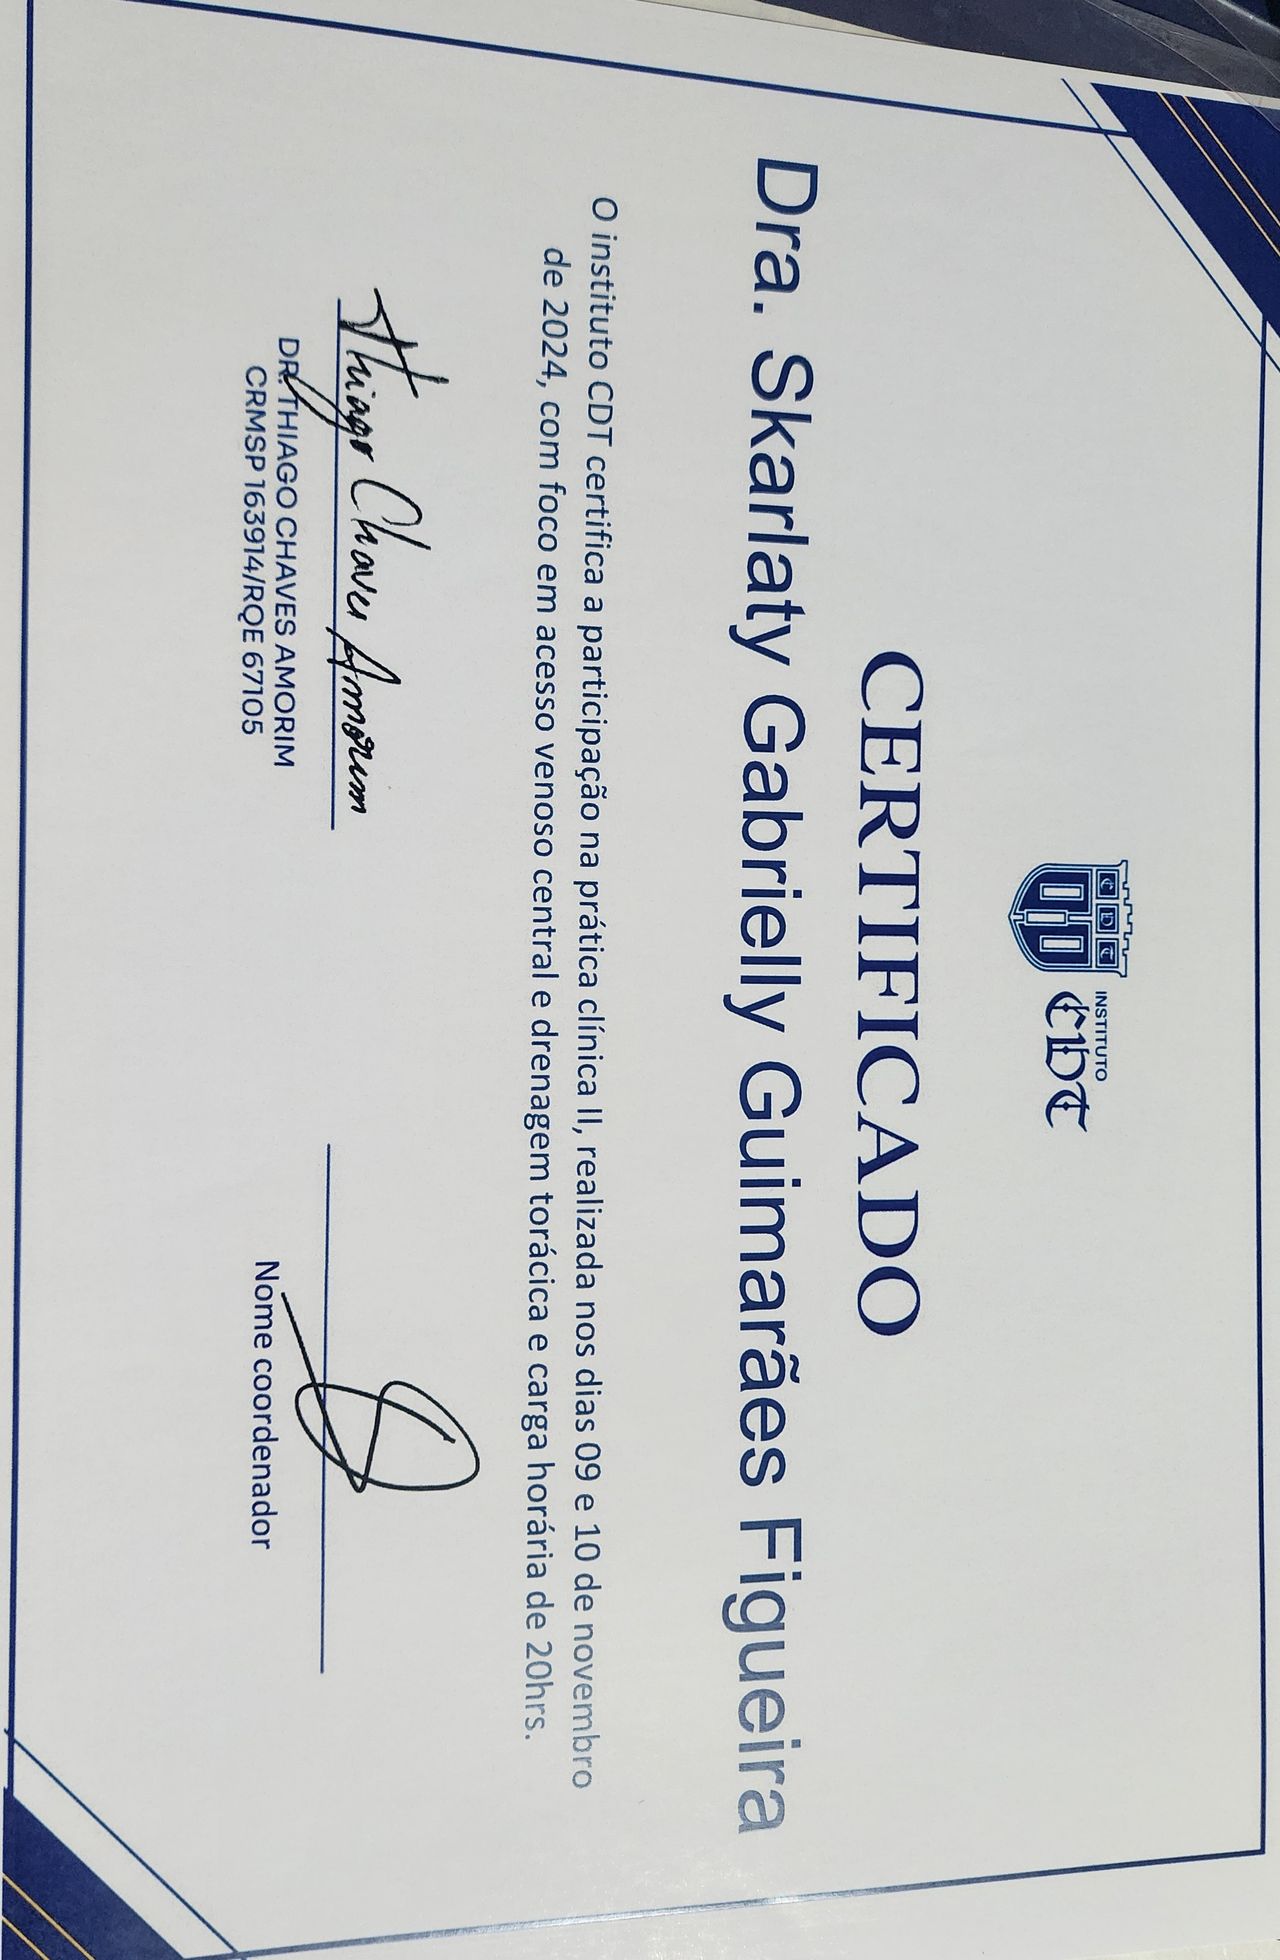 C D T
INSTITUTO
CDT
CERTIFICADO
Dra. Skarlaty Gabrielly Guimarães Figueira
O instituto CDT certifica a participação na prática clínica II, realizada nos dias 09 e 10 de novembro
de 2024, com foco em acesso venoso central e drenagem torácica e carga horária de 20hrs.
Thiago Chaves Amorim
DR. THIAGO CHAVES AMORIM
CRMSP 163914/RQE 67105
Nome coordenador